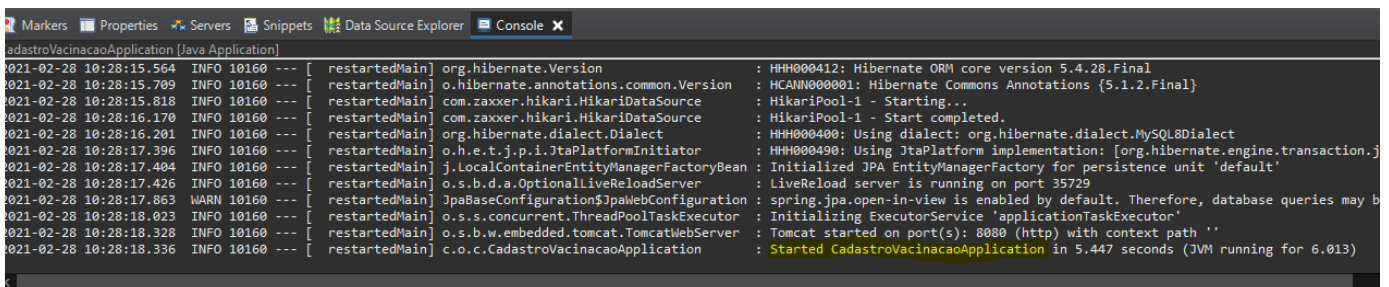 Markers Properties Servers Snippets Data Source Explorer Console
CadastroVacinacaoApplication [Java Application]
2021-02-28 10:28:15.564 INFO 10160 --- [ restartedMain] org.hibernate.Version : HHH000412: Hibernate ORM core version 5.4.28.Final
2021-02-28 10:28:15.709 INFO 10160 --- [ restartedMain] o.hibernate.annotations.common.Version : HCANN000001: Hibernate Commons Annotations {5.1.2.Final}
2021-02-28 10:28:15.818 INFO 10160 --- [ restartedMain] com.zaxxer.hikari.HikariDataSource : HikariPool-1 - Starting...
2021-02-28 10:28:16.170 INFO 10160 --- [ restartedMain] com.zaxxer.hikari.HikariDataSource : HikariPool-1 - Start completed.
2021-02-28 10:28:16.201 INFO 10160 --- [ restartedMain] org.hibernate.dialect.Dialect : HHH000400: Using dialect: org.hibernate.dialect.MySQL8Dialect
2021-02-28 10:28:17.396 INFO 10160 --- [ restartedMain] o.h.e.t.j.p.i.JtaPlatformInitiator : HHH000490: Using JtaPlatform implementation: [org.hibernate.engine.transaction.j
2021-02-28 10:28:17.404 INFO 10160 --- [ restartedMain] j.LocalContainerEntityManagerFactoryBean : Initialized JPA EntityManagerFactory for persistence unit 'default'
2021-02-28 10:28:17.426 INFO 10160 --- [ restartedMain] o.s.b.d.a.OptionalLiveReloadServer : LiveReload server is running on port 35729
2021-02-28 10:28:17.863 WARN 10160 --- [ restartedMain] JpaBaseConfiguration$JpaWebConfiguration : spring.jpa.open-in-view is enabled by default. Therefore, database queries may b
2021-02-28 10:28:18.023 INFO 10160 --- [ restartedMain] o.s.s.concurrent.ThreadPoolTaskExecutor : Initializing ExecutorService 'applicationTaskExecutor'
2021-02-28 10:28:18.328 INFO 10160 --- [ restartedMain] o.s.b.w.embedded.tomcat.TomcatWebServer : Tomcat started on port(s): 8080 (http) with context path ''
2021-02-28 10:28:18.336 INFO 10160 --- [ restartedMain] c.o.c.CadastroVacinacaoApplication : Started CadastroVacinacaoApplication in 5.447 seconds (JVM running for 6.013)